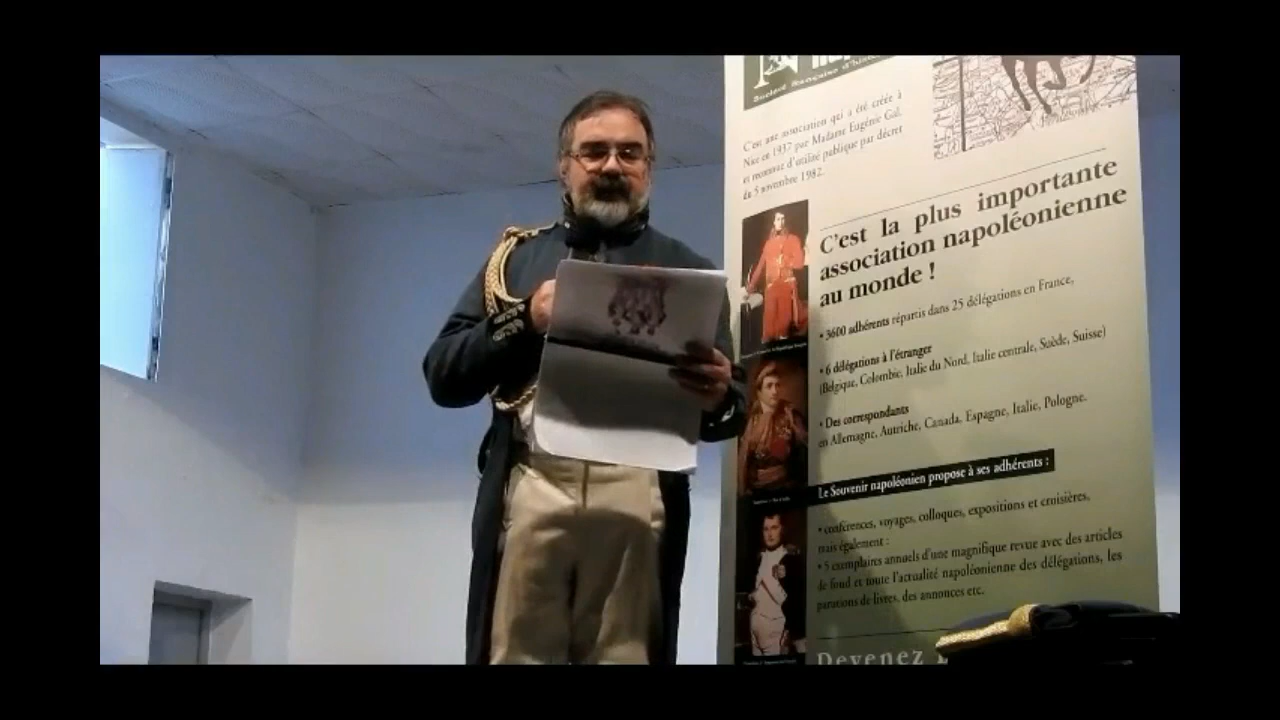 Société française d'histoire
C'est une association qui a été créée à
Nice en 1937 par Madame Eugénie Gal,
et reconnue d'utilité publique par décret
du 5 novembre 1982.
C'est la plus importante
association napoléonienne
au monde !
• 3600 adhérents répartis dans 25 délégations en France,
• 6 délégations à l'étranger
(Belgique, Colombie, Italie du Nord, Italie centrale, Suède, Suisse)
• Des correspondants
en Allemagne, Autriche, Canada, Espagne, Italie, Pologne.
Le Souvenir napoléonien propose à ses adhérents :
• conférences, voyages, colloques, expositions et croisières,
mais également :
• 5 exemplaires annuels d'une magnifique revue avec des articles
de fond et toute l'actualité napoléonienne des délégations, les
parutions de livres, des annonces etc.
Devenez